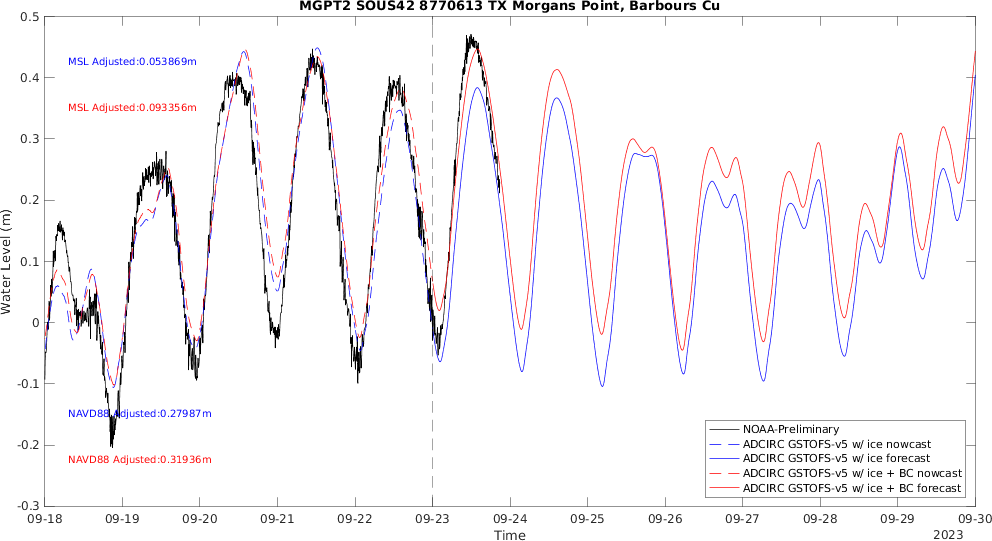 MGPT2 SOUS42 8770613 TX Morgans Point, Barbours Cu
0.5
0.4
0.3
0.2
0.1
0
-0.1
-0.2
-0.3
Water Level (m)
MSL Adjusted:0.053869m
MSL Adjusted:0.093356m
NAVD88 Adjusted:0.27987m
NAVD88 Adjusted:0.31936m
NOAA-Preliminary
ADCIRC GSTOFS-v5 w/ ice nowcast
ADCIRC GSTOFS-v5 w/ ice forecast
ADCIRC GSTOFS-v5 w/ ice + BC nowcast
ADCIRC GSTOFS-v5 w/ ice + BC forecast
09-18 09-19 09-20 09-21 09-22 09-23 09-24 09-25 09-26 09-27 09-28 09-29 09-30
Time
2023